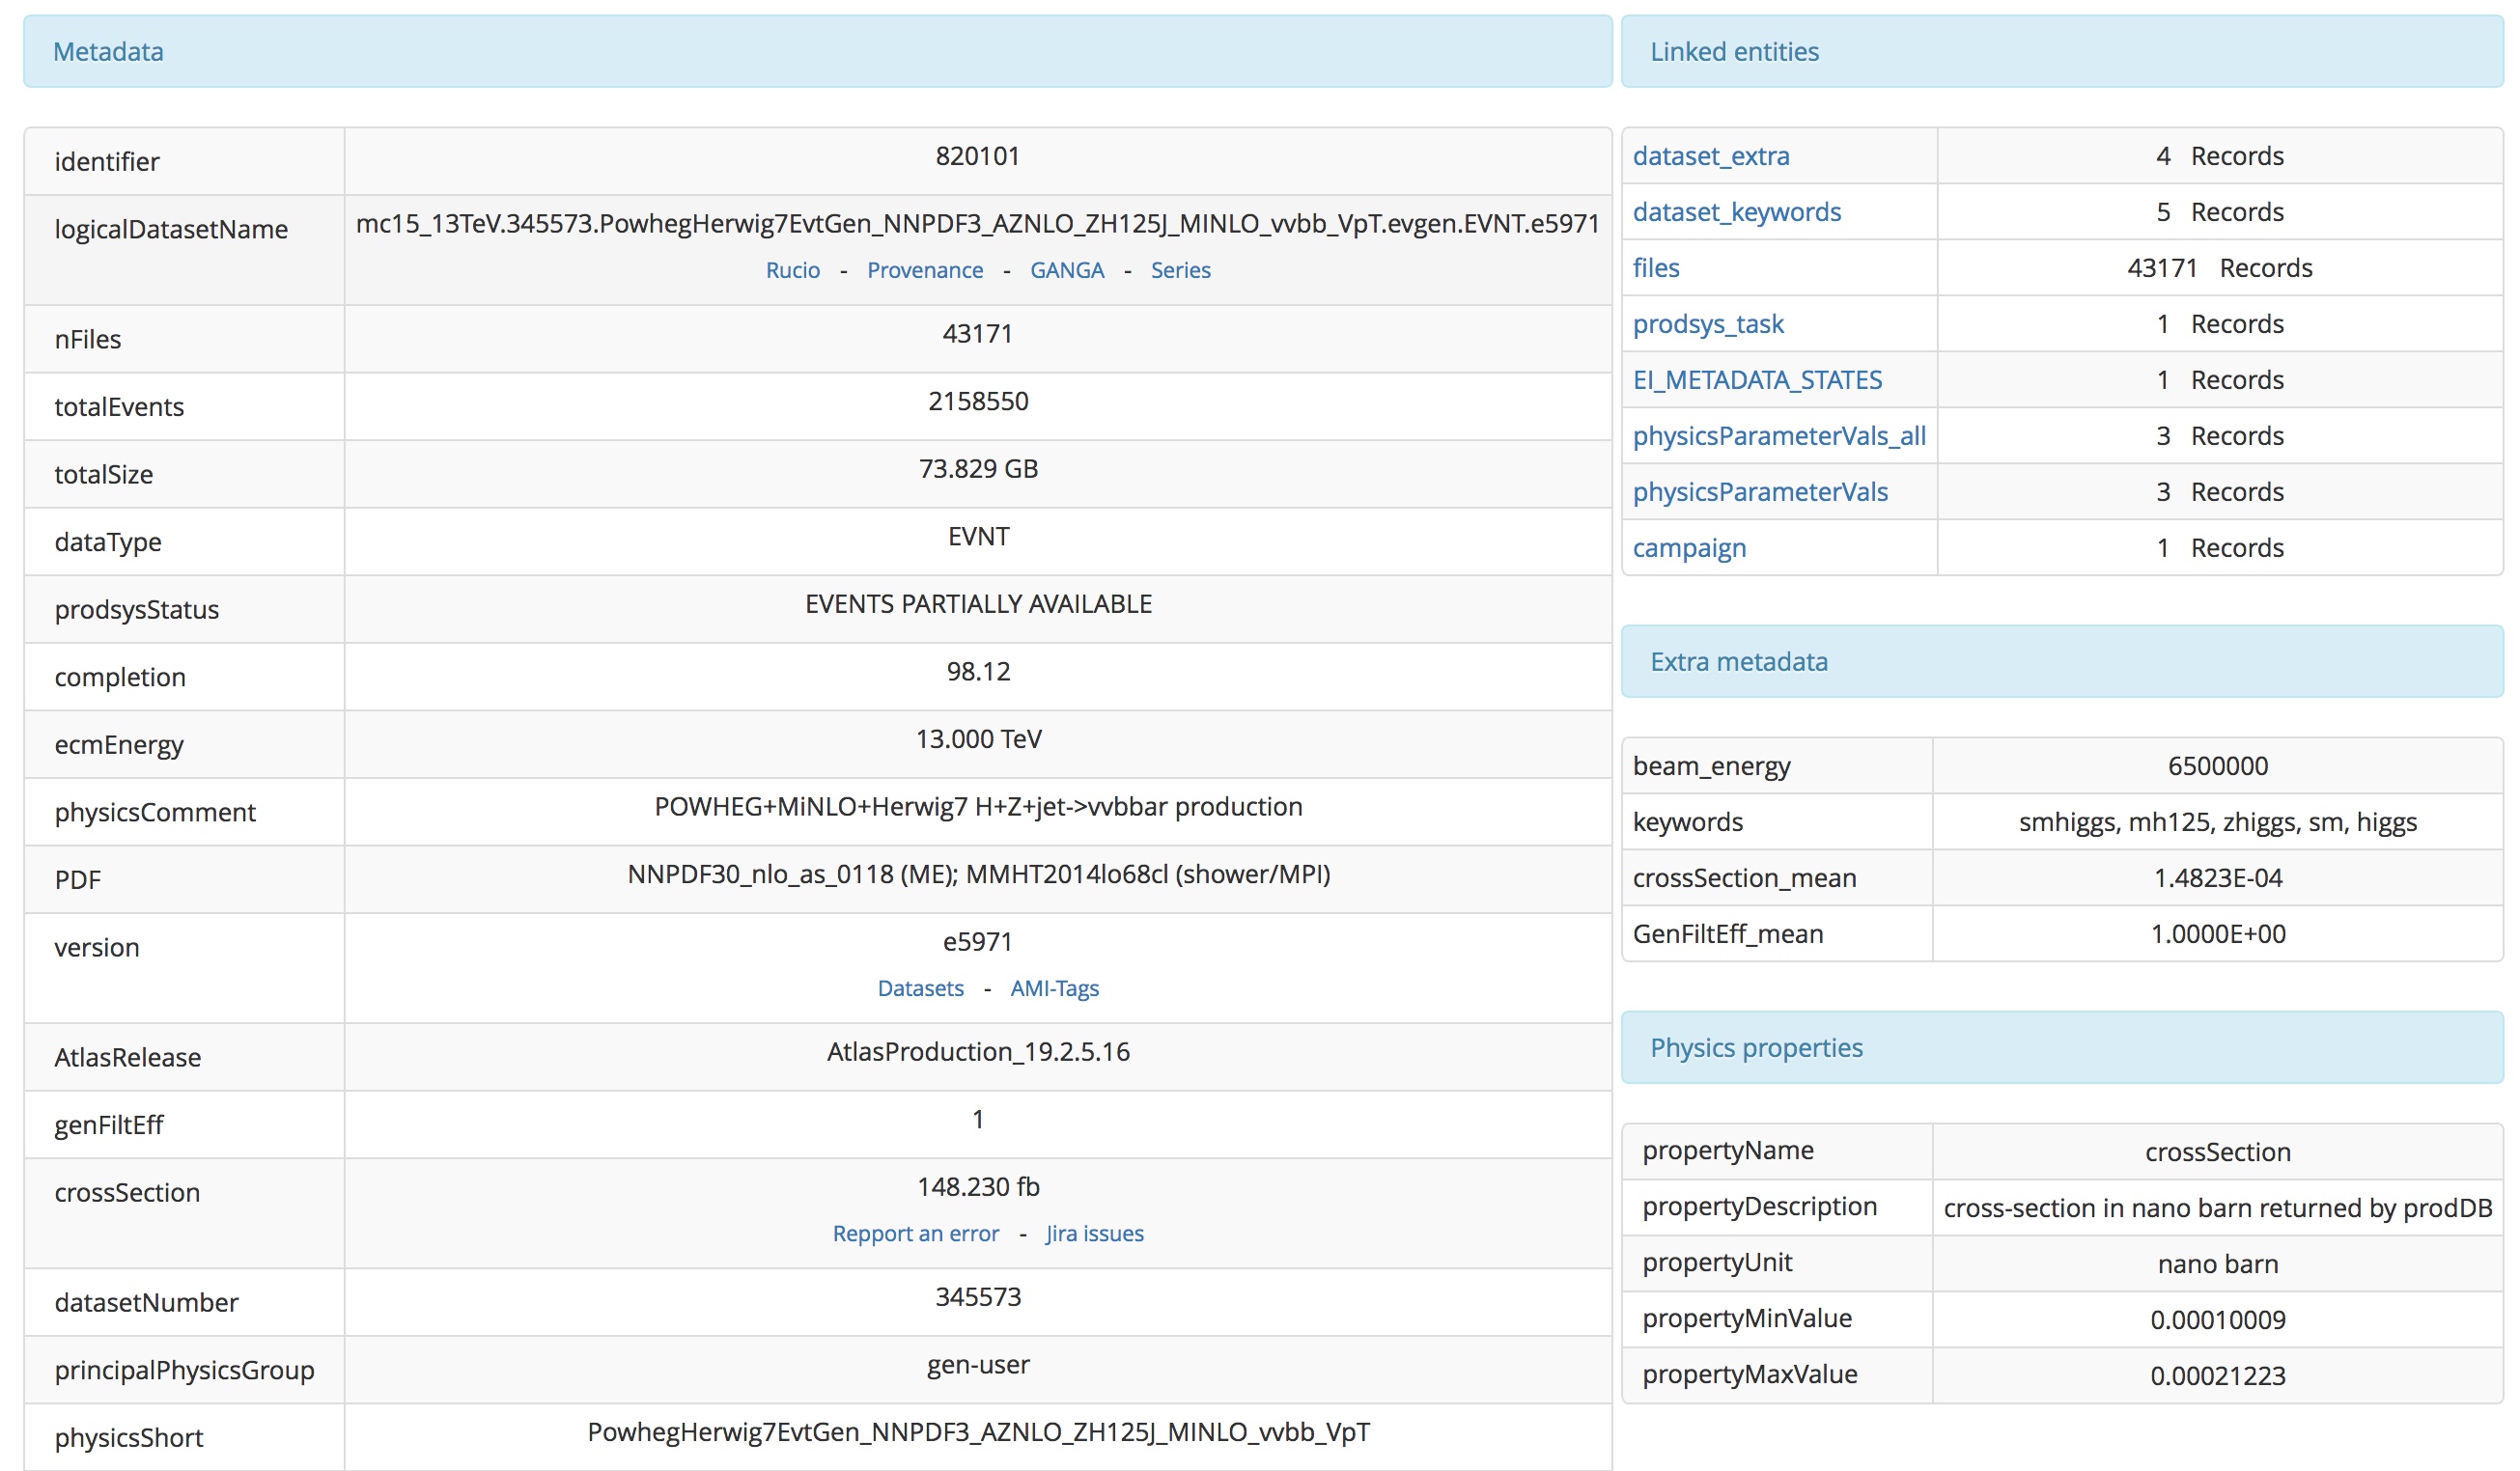 Metadata
identifier 820101
logicalDatasetName mc15_13TeV.345573.PowhegHerwig7EvtGen_NNPDF3_AZNLO_ZH125J_MINLO_vvbb_VpT.evgen.EVNT.e5971
Rucio - Provenance - GANGA - Series
nFiles 43171
totalEvents 2158550
totalSize 73.829 GB
dataType EVNT
prodsysStatus EVENTS PARTIALLY AVAILABLE
completion 98.12
ecmEnergy 13.000 TeV
physicsComment POWHEG+MiNLO+Herwig7 H+Z+jet->vvbbar production
PDF NNPDF30_nlo_as_0118 (ME); MMHT2014lo68cl (shower/MPI)
version e5971
Datasets - AMI-Tags
AtlasRelease AtlasProduction_19.2.5.16
genFiltEff 1
crossSection 148.230 fb
Repport an error - Jira issues
datasetNumber 345573
principalPhysicsGroup gen-user
physicsShort PowhegHerwig7EvtGen_NNPDF3_AZNLO_ZH125J_MINLO_vvbb_VpT
Linked entities
dataset_extra 4 Records
dataset_keywords 5 Records
files 43171 Records
prodsys_task 1 Records
EI_METADATA_STATES 1 Records
physicsParameterVals_all 3 Records
physicsParameterVals 3 Records
campaign 1 Records
Extra metadata
beam_energy 6500000
keywords smhiggs, mh125, zhiggs, sm, higgs
crossSection_mean 1.4823E-04
GenFiltEff_mean 1.0000E+00
Physics properties
propertyName crossSection
propertyDescription cross-section in nano barn returned by prodDB
propertyUnit nano barn
propertyMinValue 0.00010009
propertyMaxValue 0.00021223